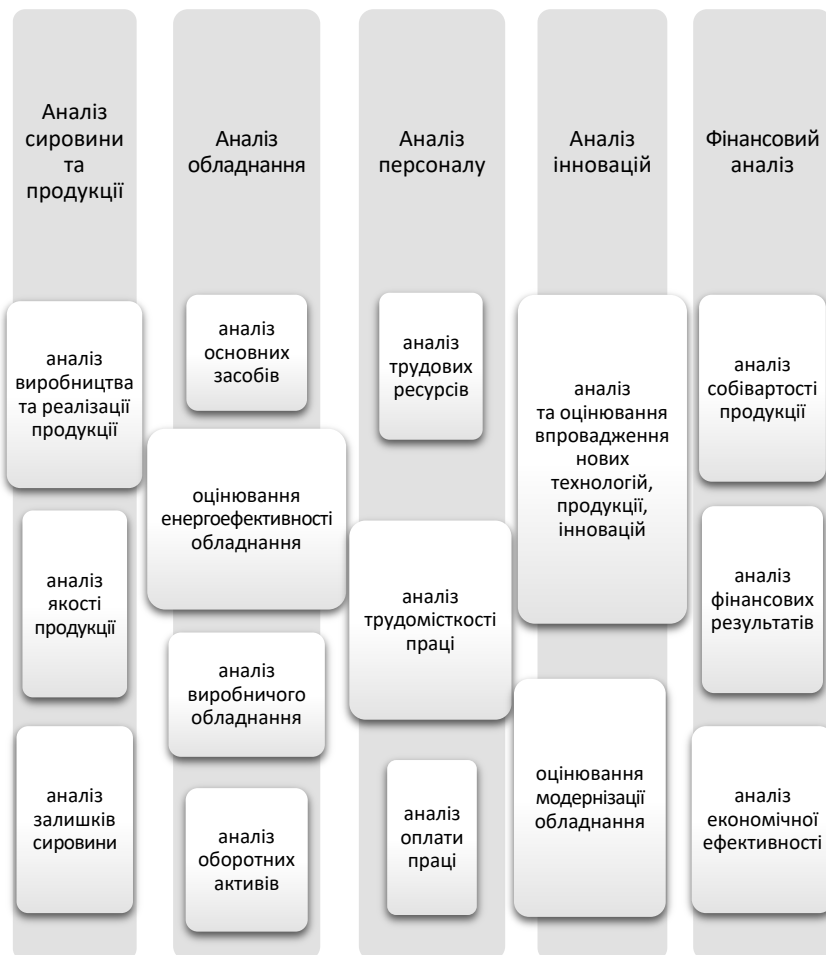 Аналіз
сировини
та
продукції
аналіз
виробництва
та реалізації
продукції
аналіз
якості
продукції
аналіз
залишків
сировини
Аналіз
обладнання
аналіз
основних
засобів
оцінювання
енергоефективності
обладнання
аналіз
виробничого
обладнання
аналіз
оборотних
активів
Аналіз
персоналу
аналіз
трудових
ресурсів
аналіз
трудомісткості
праці
аналіз
оплати
праці
Аналіз
інновацій
аналіз
та оцінювання
впровадження
нових
технологій,
продукції,
інновацій
оцінювання
модернізації
обладнання
Фінансовий
аналіз
аналіз
собівартості
продукції
аналіз
фінансових
результатів
аналіз
економічної
ефективності